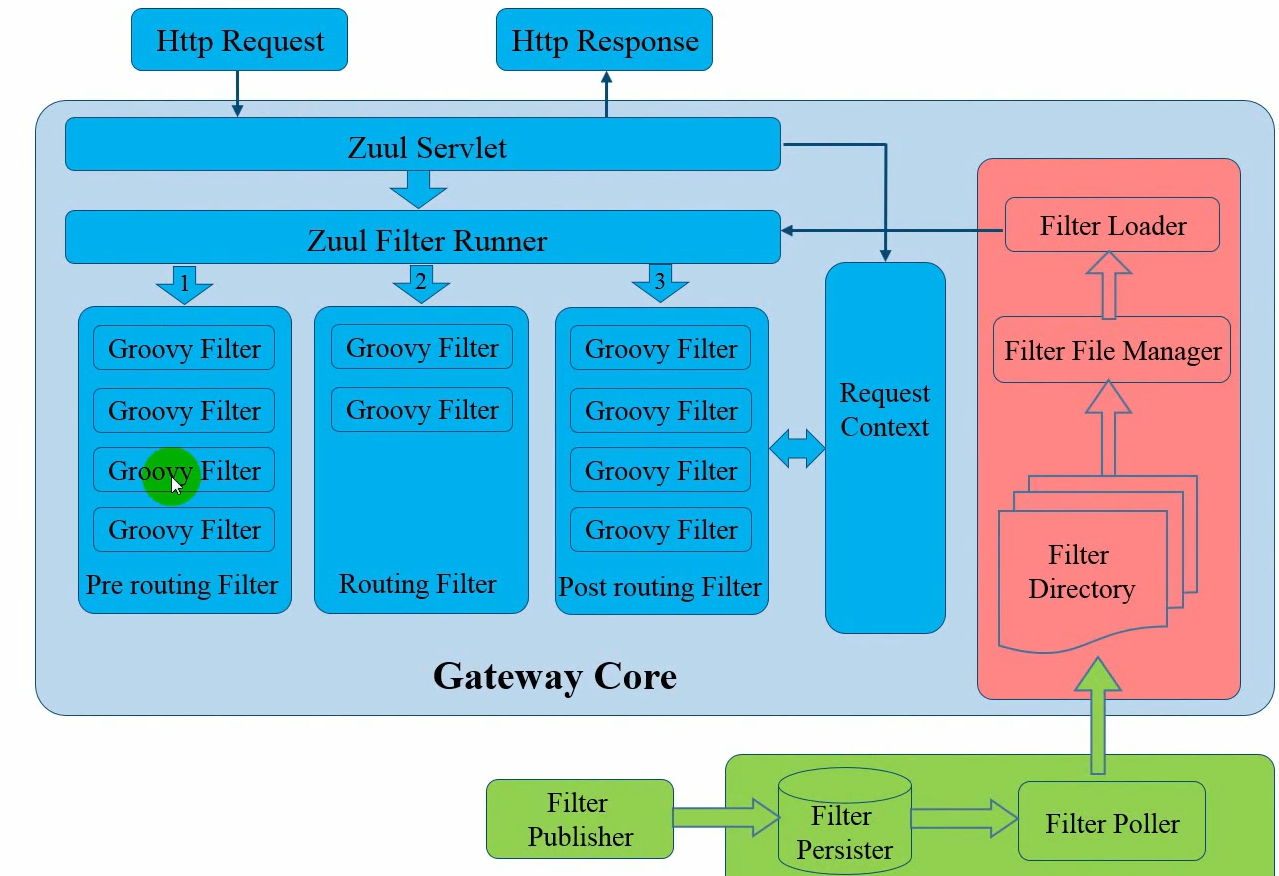 Http Request
Http Response
Zuul Servlet
Zuul Filter Runner
1
2
3
Groovy Filter
Groovy Filter
Groovy Filter
Groovy Filter
Pre routing Filter
Groovy Filter
Groovy Filter
Routing Filter
Groovy Filter
Groovy Filter
Groovy Filter
Groovy Filter
Post routing Filter
Request
Context
Filter Loader
Filter File Manager
Filter
Directory
Gateway Core
Filter
Publisher
Filter
Persister
Filter Poller